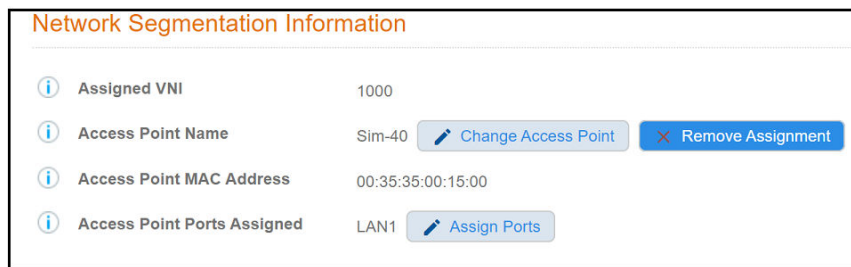 Network Segmentation Information
Assigned VNI 1000
Access Point Name Sim-40 Change Access Point Remove Assignment
Access Point MAC Address 00:35:35:00:15:00
Access Point Ports Assigned LAN1 Assign Ports